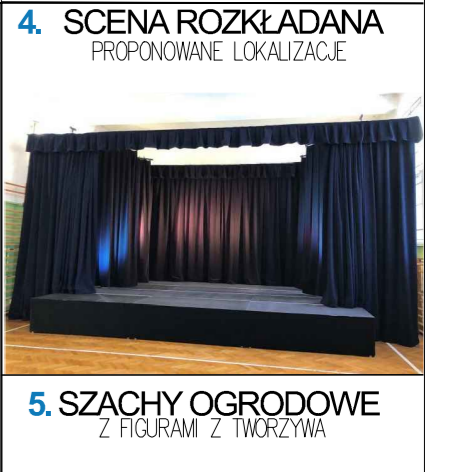 4. SCENA ROZKŁADANA
PROPONOWANE LOKALIZACJE
5. SZACHY OGRODOWE
Z FIGURAMI Z TWORZYWA